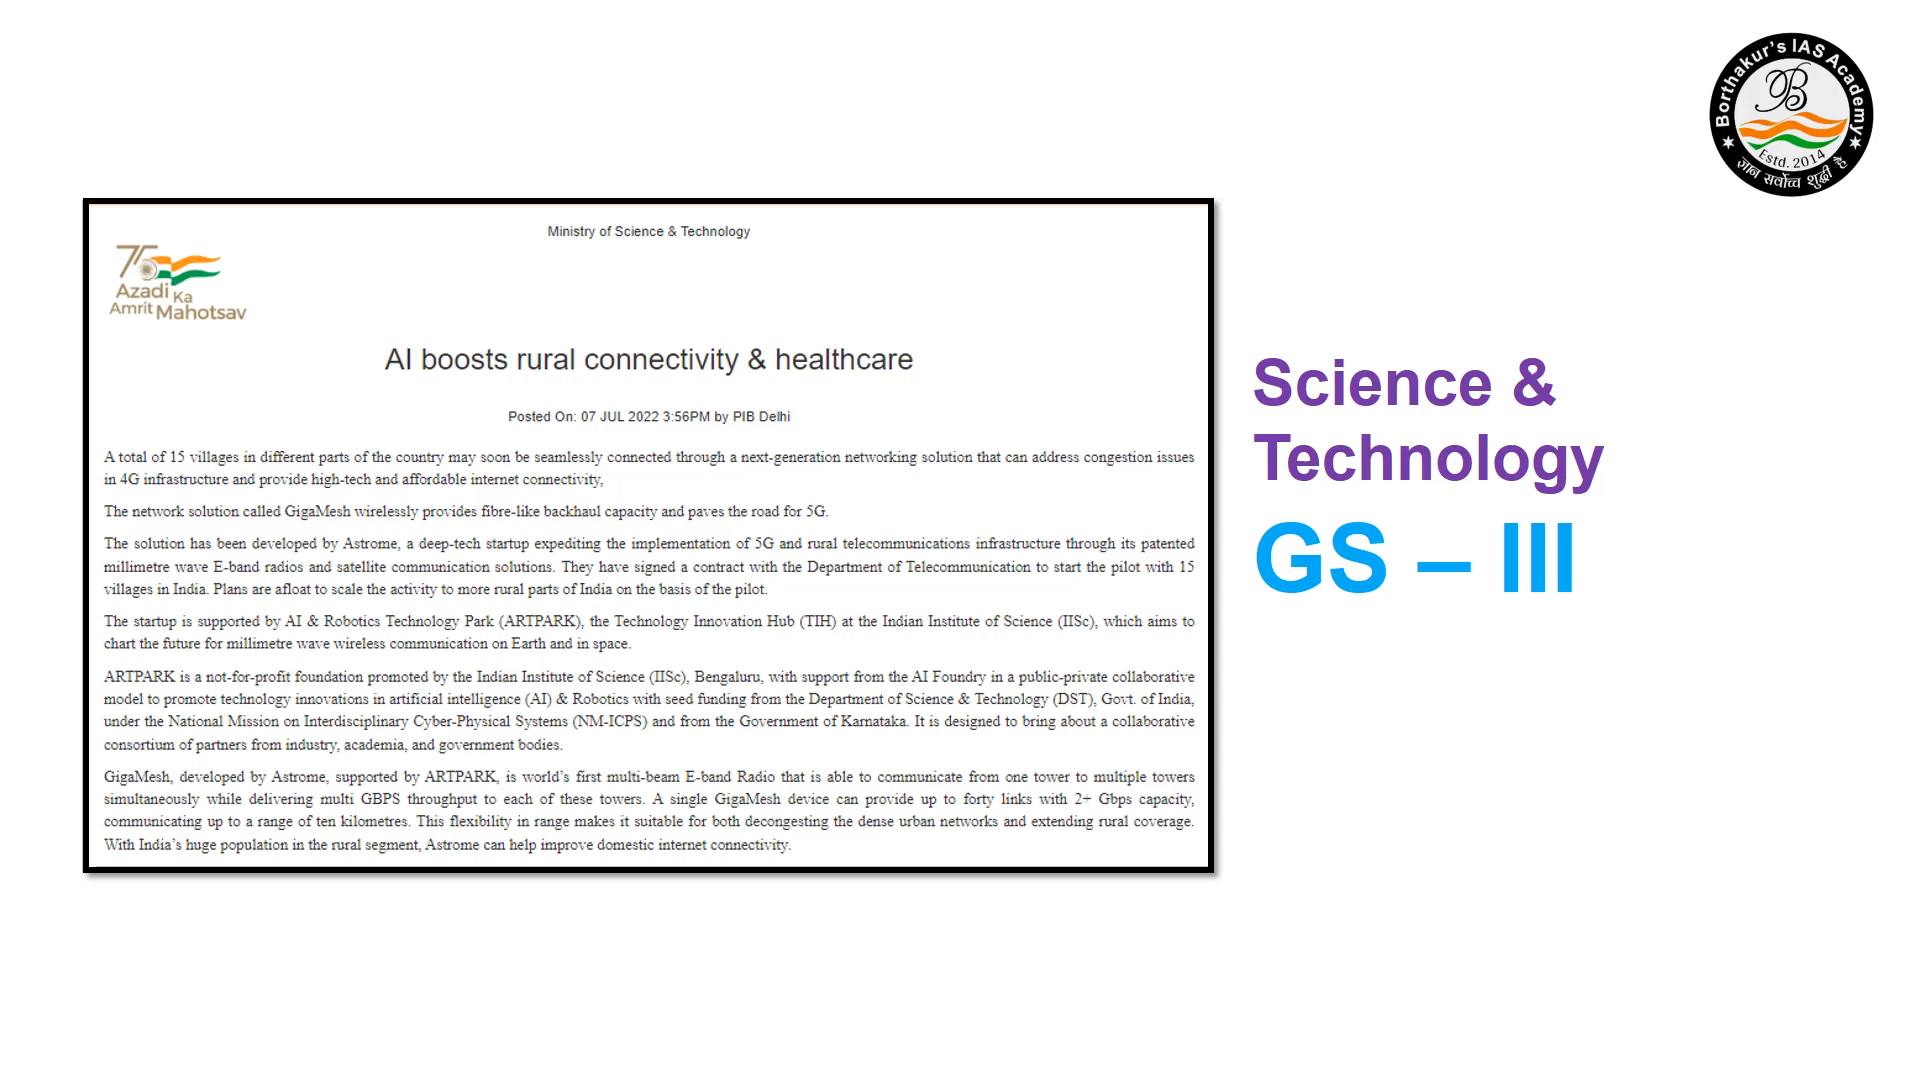 Borthakur's IAS Academy
Estd. 2014
ज्ञान सर्वोच्च शुद्धी है
Ministry of Science & Technology
75
Azadi Ka
Amrit Mahotsav
AI boosts rural connectivity & healthcare
Posted On: 07 JUL 2022 3:56PM by PIB Delhi
A total of 15 villages in different parts of the country may soon be seamlessly connected through a next-generation networking solution that can address congestion issues
in 4G infrastructure and provide high-tech and affordable internet connectivity,
The network solution called GigaMesh wirelessly provides fibre-like backhaul capacity and paves the road for 5G.
The solution has been developed by Astrome, a deep-tech startup expediting the implementation of 5G and rural telecommunications infrastructure through its patented
millimetre wave E-band radios and satellite communication solutions. They have signed a contract with the Department of Telecommunication to start the pilot with 15
villages in India. Plans are afloat to scale the activity to more rural parts of India on the basis of the pilot.
The startup is supported by AI & Robotics Technology Park (ARTPARK), the Technology Innovation Hub (TIH) at the Indian Institute of Science (IISc), which aims to
chart the future for millimetre wave wireless communication on Earth and in space.
ARTPARK is a not-for-profit foundation promoted by the Indian Institute of Science (IISc), Bengaluru, with support from the AI Foundry in a public-private collaborative
model to promote technology innovations in artificial intelligence (AI) & Robotics with seed funding from the Department of Science & Technology (DST), Govt. of India,
under the National Mission on Interdisciplinary Cyber-Physical Systems (NM-ICPS) and from the Government of Karnataka. It is designed to bring about a collaborative
consortium of partners from industry, academia, and government bodies.
GigaMesh, developed by Astrome, supported by ARTPARK, is world's first multi-beam E-band Radio that is able to communicate from one tower to multiple towers
simultaneously while delivering multi GBPS throughput to each of these towers. A single GigaMesh device can provide up to forty links with 2+ Gbps capacity,
communicating up to a range of ten kilometres. This flexibility in range makes it suitable for both decongesting the dense urban networks and extending rural coverage.
With India's huge population in the rural segment, Astrome can help improve domestic internet connectivity.
Science &
Technology
GS – III